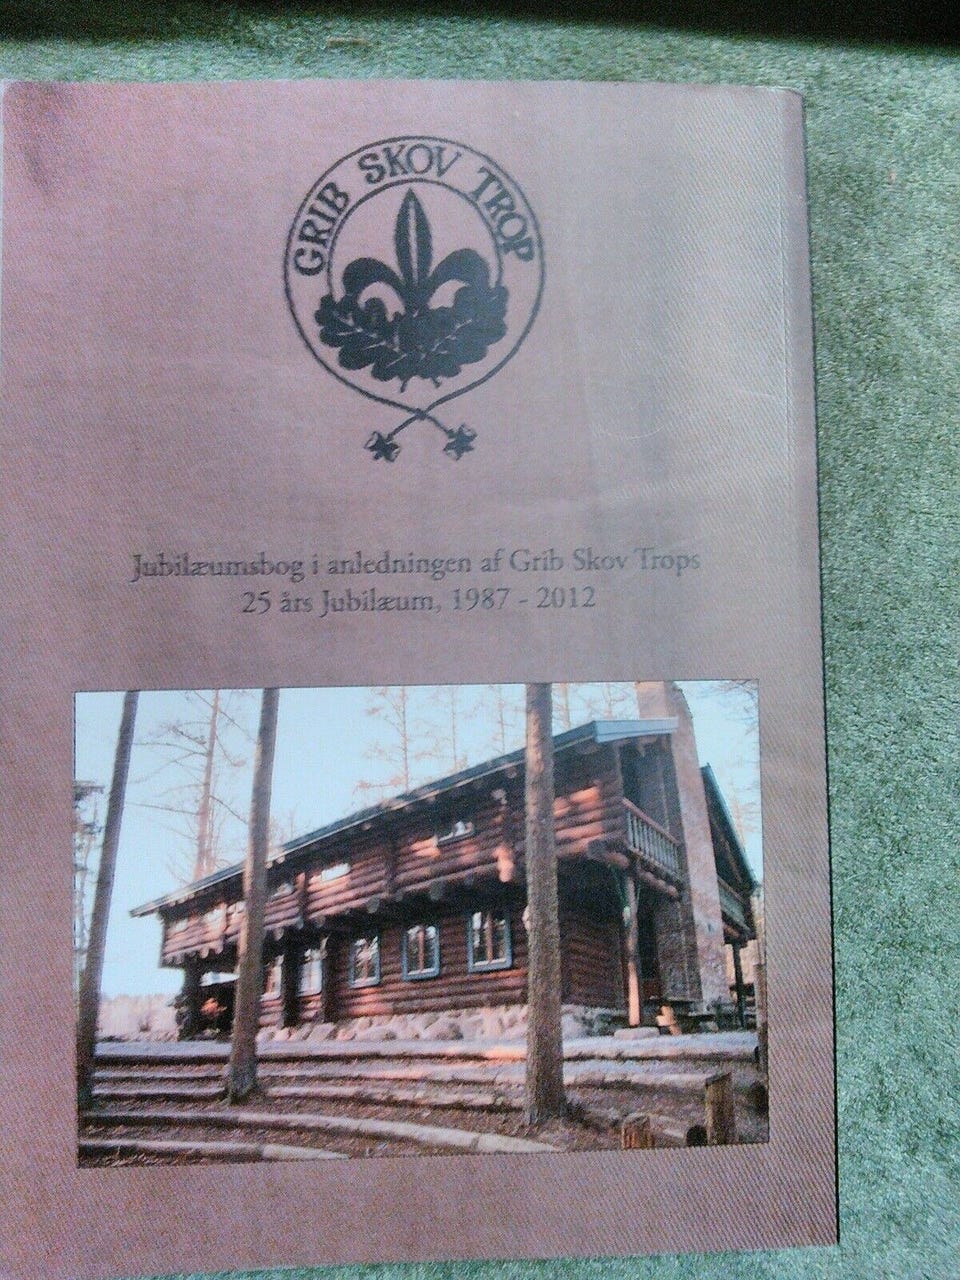 GRIB SKOV TROP
Jubilæumsbog i anledningen af Grib Skov Trops
25 års Jubilæum, 1987 - 2012